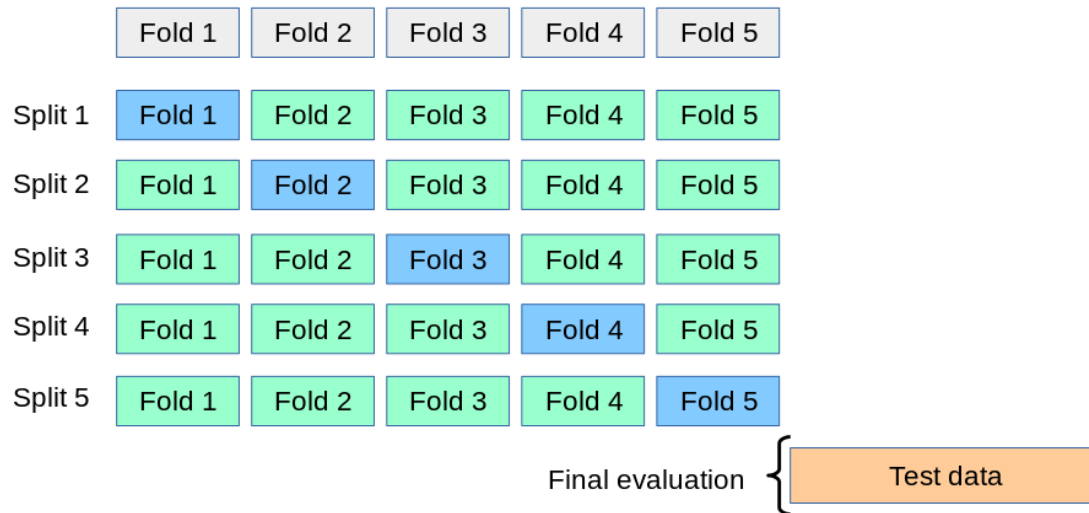 Fold 1 Fold 2 Fold 3 Fold 4 Fold 5
Split 1 Fold 1 Fold 2 Fold 3 Fold 4 Fold 5
Split 2 Fold 1 Fold 2 Fold 3 Fold 4 Fold 5
Split 3 Fold 1 Fold 2 Fold 3 Fold 4 Fold 5
Split 4 Fold 1 Fold 2 Fold 3 Fold 4 Fold 5
Split 5 Fold 1 Fold 2 Fold 3 Fold 4 Fold 5
Final evaluation Test data